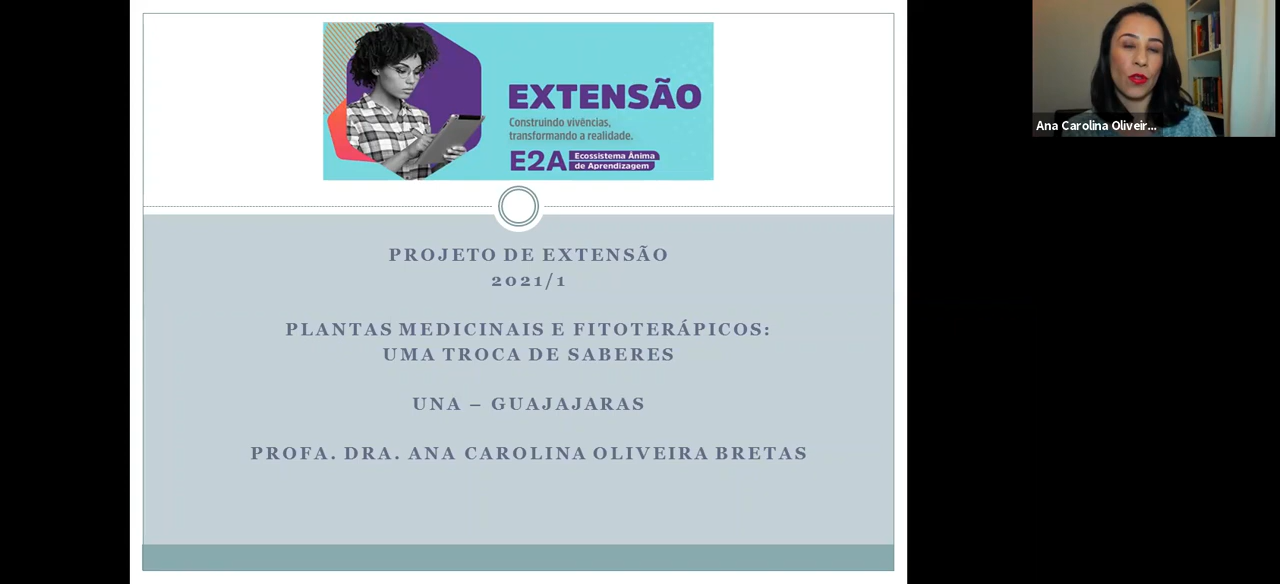 EXTENSÃO
Construindo vivências,
transformando a realidade.
E2A Ecossistema Ânima
de Aprendizagem
PROJETO DE EXTENSÃO
2021/1
PLANTAS MEDICINAIS E FITOTERÁPICOS:
UMA TROCA DE SABERES
UNA – GUAJAJARAS
PROFA. DRA. ANA CAROLINA OLIVEIRA BRETAS
Ana Carolina Oliveir...